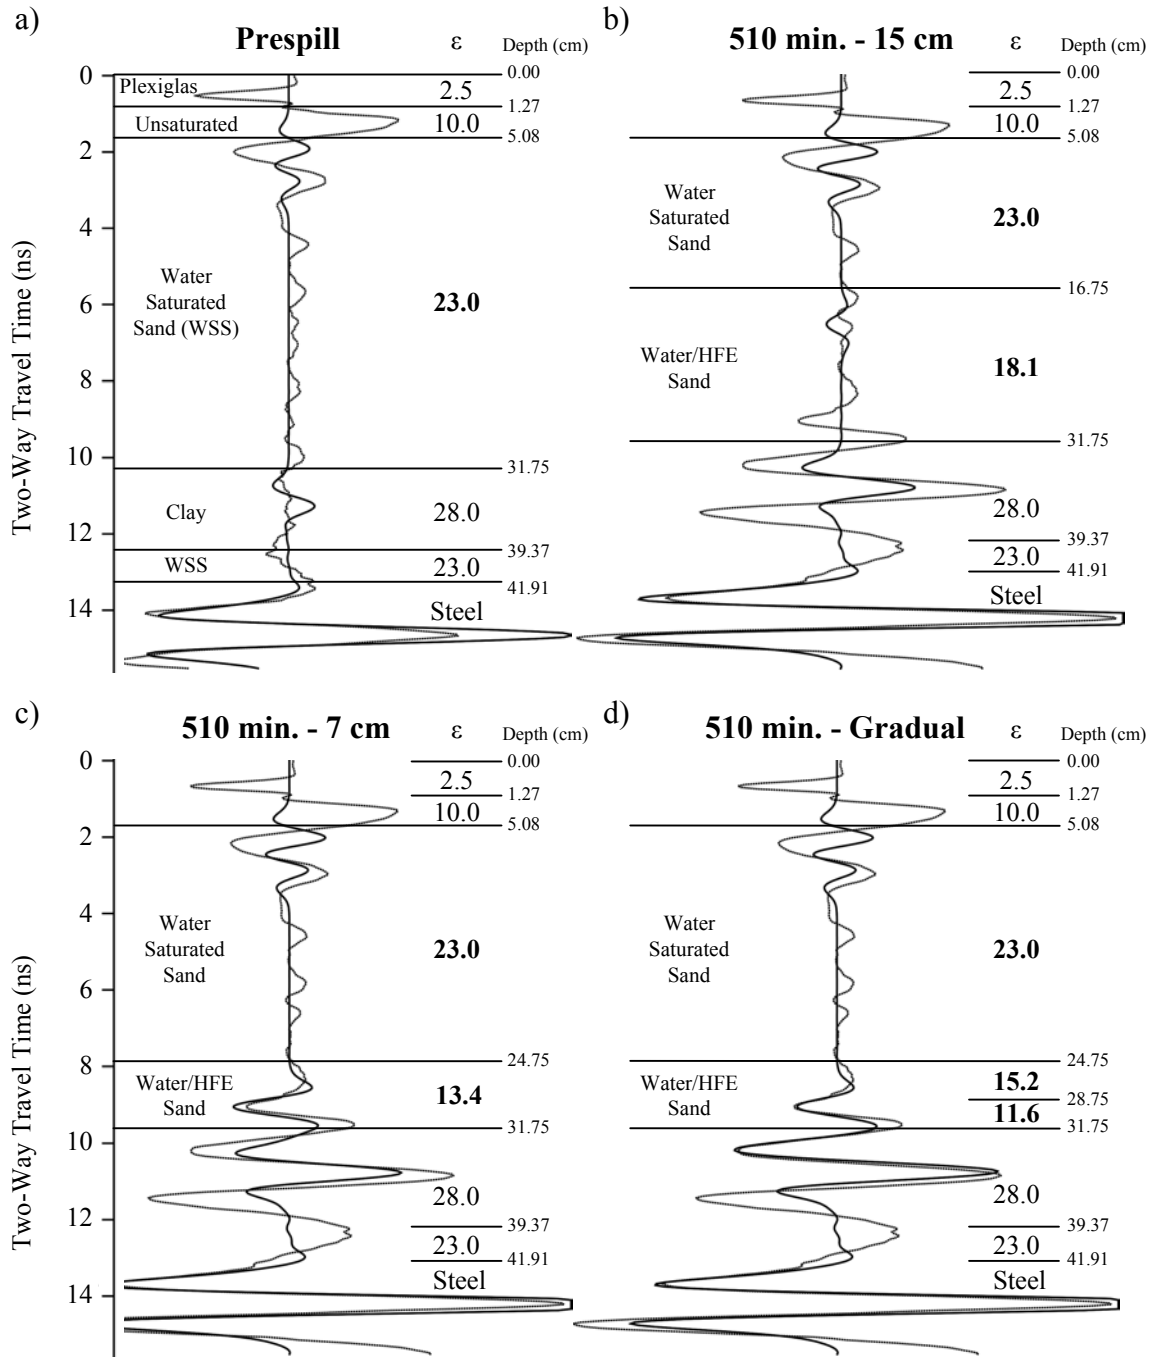 a)
Prespill
ε
Depth (cm)
0
Plexiglas
2.5
0.00
1.27
Unsaturated
10.0
5.08
2
4
Water
Saturated
Sand (WSS)
23.0
6
8
10
31.75
Clay
28.0
12
39.37
WSS
23.0
41.91
14
Steel
Two-Way Travel Time (ns)
b)
510 min. - 15 cm
ε
Depth (cm)
0.00
2.5
1.27
10.0
5.08
Water
Saturated
Sand
23.0
16.75
Water/HFE
Sand
18.1
31.75
28.0
39.37
23.0
41.91
Steel
c)
510 min. - 7 cm
ε
Depth (cm)
0
0.00
2.5
1.27
10.0
5.08
2
4
Water
Saturated
Sand
23.0
6
8
24.75
Water/HFE
Sand
13.4
31.75
10
28.0
12
39.37
23.0
41.91
Steel
14
Two-Way Travel Time (ns)
d)
510 min. - Gradual
ε
Depth (cm)
0.00
2.5
1.27
10.0
5.08
Water
Saturated
Sand
23.0
24.75
Water/HFE
Sand
15.2
28.75
11.6
31.75
28.0
39.37
23.0
41.91
Steel